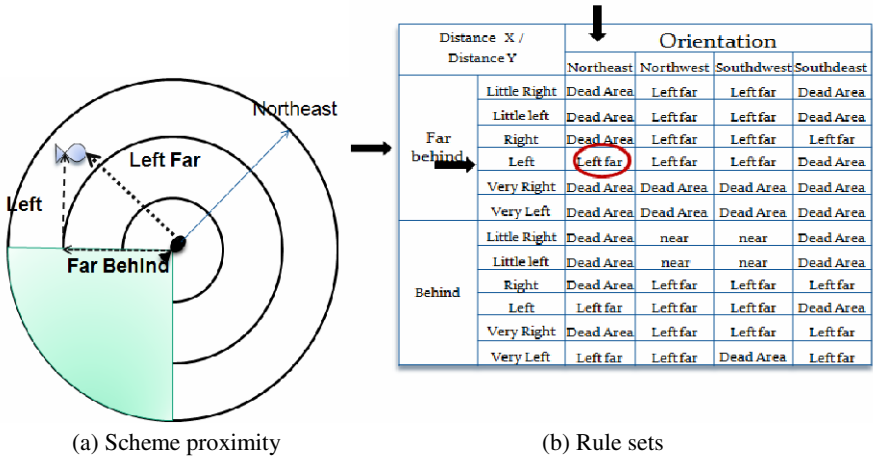 Northeast
Left Far
Left
Far Behind
(a) Scheme proximity
Distance X / Distance Y
Orientation
Northeast Northwest Southdwest Southdeast
Far behind
Little Right Dead Area Left far Left far Dead Area
Little left Dead Area Left far Left far Dead Area
Right Dead Area Left far Left far Left far
Left Left far Left far Left far Dead Area
Very Right Dead Area Dead Area Dead Area Dead Area
Very Left Dead Area Dead Area Dead Area Dead Area
Behind
Little Right Dead Area near near Dead Area
Little left Dead Area near near Dead Area
Right Dead Area Left far Left far Left far
Left Left far Left far Left far Dead Area
Very Right Dead Area Left far Left far Left far
Very Left Left far Left far Dead Area Left far
(b) Rule sets